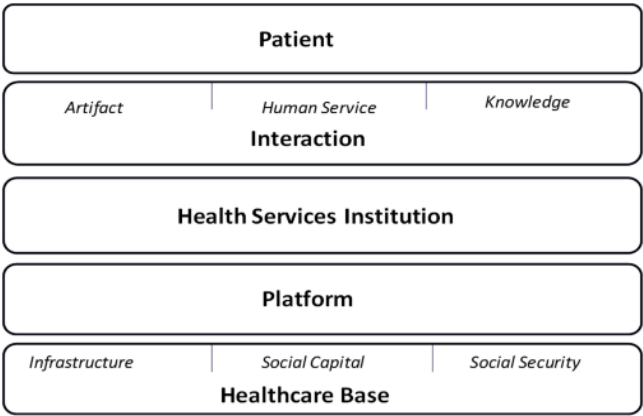 Patient
Artifact Human Service Knowledge
Interaction
Health Services Institution
Platform
Infrastructure Social Capital Social Security
Healthcare Base